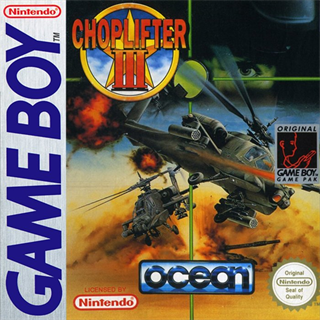 Nintendo
GAME BOY
TM
CHOPLIFTER
III
ORIGINAL
GAME BOY
GAME PAK
ocean
LICENSED BY
Nintendo
Original
Nintendo
Seal of
Quality